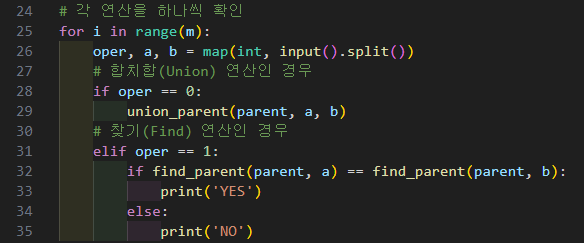 24 # 각 연산을 하나씩 확인
25 for i in range(m):
26     oper, a, b = map(int, input().split())
27     # 합치합(Union) 연산인 경우
28     if oper == 0:
29         union_parent(parent, a, b)
30     # 찾기(Find) 연산인 경우
31     elif oper == 1:
32         if find_parent(parent, a) == find_parent(parent, b):
33             print('YES')
34         else:
35             print('NO')